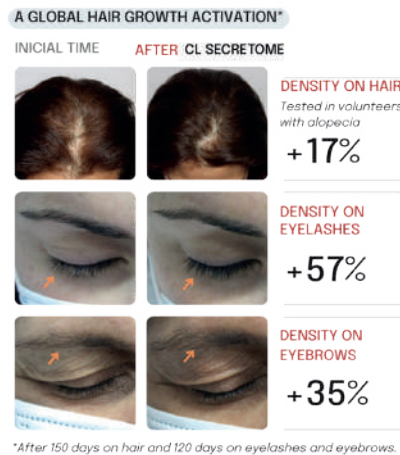 A GLOBAL HAIR GROWTH ACTIVATION*
INICIAL TIME
AFTER CL SECRETOME
DENSITY ON HAIR
Tested in volunteers
with alopecia
+17%
DENSITY ON
EYELASHES
+57%
DENSITY ON
EYEBROWS
+35%
*After 150 days on hair and 120 days on eyelashes and eyebrows.